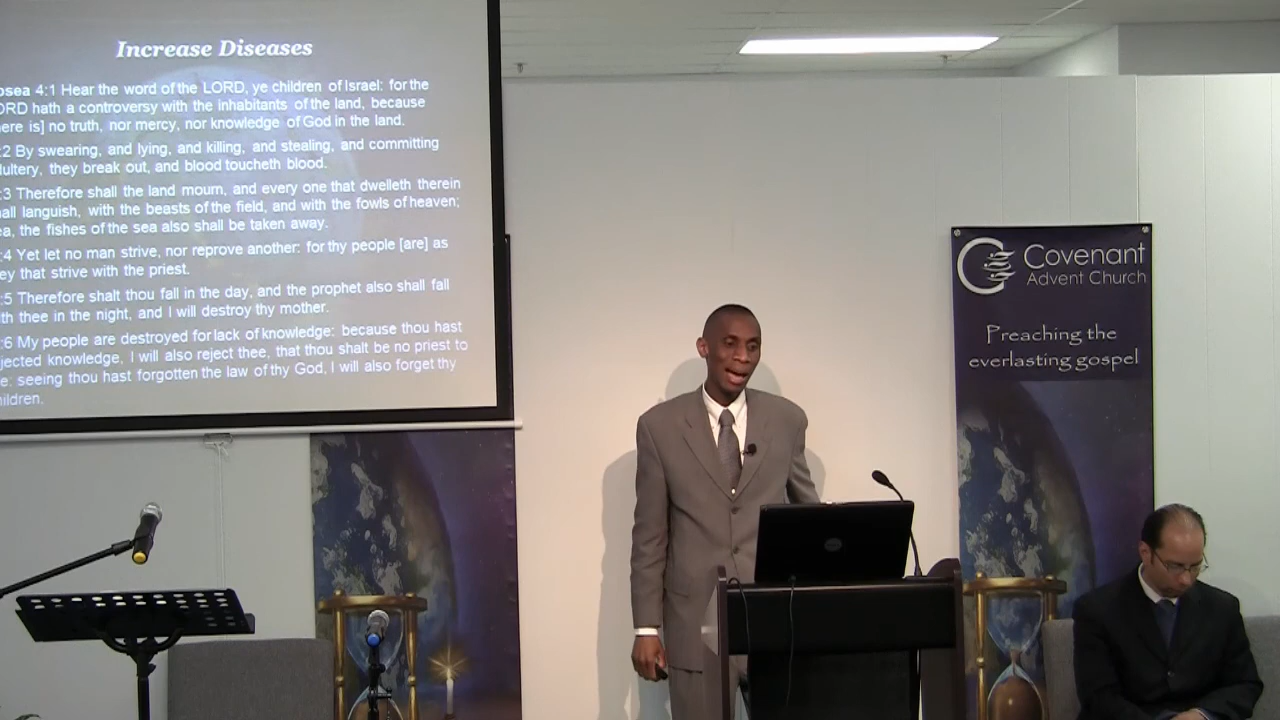 Increase Diseases
osea 4:1 Hear the word of the LORD, ye children of Israel: for the
ORD hath a controversy with the inhabitants of the land, because
ere is] no truth, nor mercy, nor knowledge of God in the land.
:2 By swearing, and lying, and killing, and stealing, and committing
dultery, they break out, and blood toucheth blood.
:3 Therefore shall the land mourn, and every one that dwelleth therein
all languish, with the beasts of the field, and with the fowls of heaven;
ea, the fishes of the sea also shall be taken away.
:4 Yet let no man strive, nor reprove another: for thy people [are] as
ey that strive with the priest.
:5 Therefore shalt thou fall in the day, and the prophet also shall fall
ith thee in the night, and I will destroy thy mother.
:6 My people are destroyed for lack of knowledge: because thou hast
jected knowledge, I will also reject thee, that thou shalt be no priest to
e: seeing thou hast forgotten the law of thy God, I will also forget thy
hildren.
Covenant
Advent Church
Preaching the
everlasting gospel